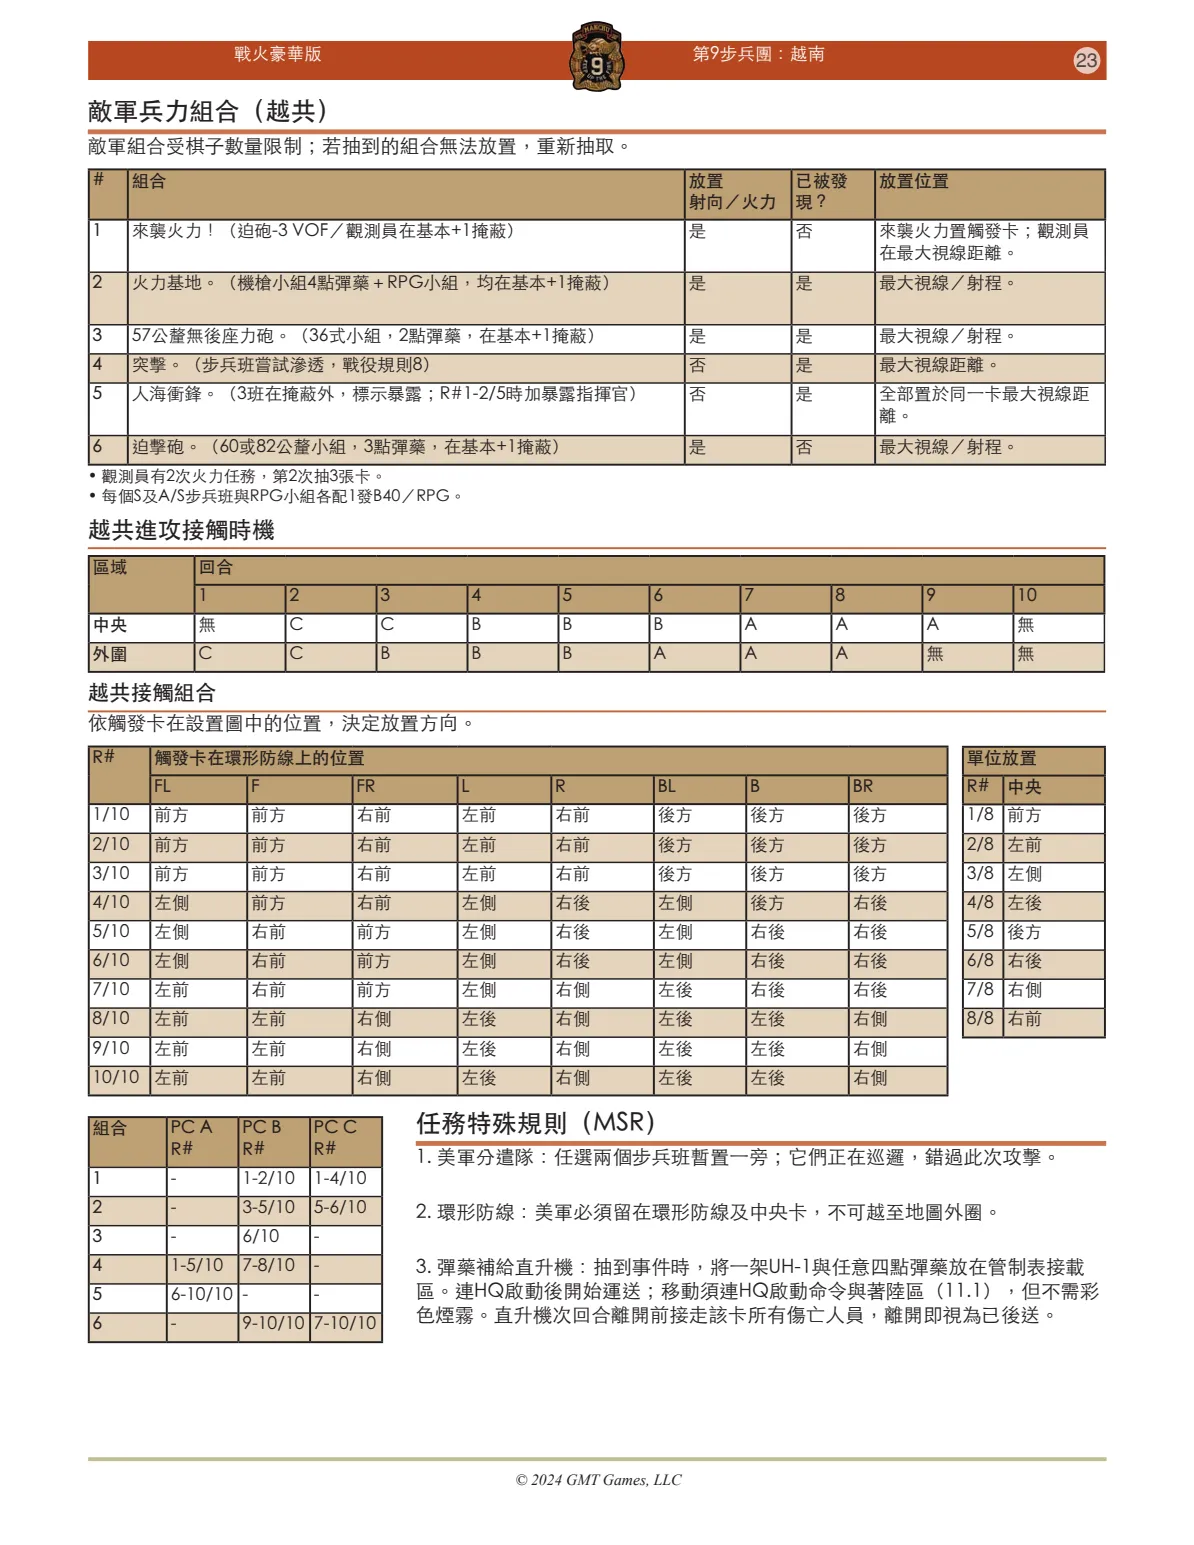 戰火豪華版
第9步兵團：越南
23
敵軍兵力組合（越共）
敵軍組合受棋子數量限制；若抽到的組合無法放置，重新抽取。
# 組合 放置射向／火力 已被發現？ 放置位置
1 來襲火力！（迫砲-3 VOF／觀測員在基本+1掩蔽） 是 否 來襲火力置觸發卡；觀測員在最大視線距離。
2 火力基地。（機槍小組4點彈藥＋RPG小組，均在基本+1掩蔽） 是 是 最大視線／射程。
3 57公釐無後座力砲。（36式小組，2點彈藥，在基本+1掩蔽） 是 是 最大視線／射程。
4 突擊。（步兵班嘗試滲透，戰役規則8） 否 是 最大視線距離。
5 人海衝鋒。（3班在掩蔽外，標示暴露；R#1-2/5時加暴露指揮官） 否 是 全部置於同一卡最大視線距離。
6 迫擊砲。（60或82公釐小組，3點彈藥，在基本+1掩蔽） 是 否 最大視線／射程。
• 觀測員有2次火力任務，第2次抽3張卡。
• 每個S及A/S步兵班與RPG小組各配1發B40／RPG。
越共進攻接觸時機
區域 回合
1 2 3 4 5 6 7 8 9 10
中央 無 C C B B B A A A 無
外圍 C C B B B A A A 無 無
越共接觸組合
依觸發卡在設置圖中的位置，決定放置方向。
R# 觸發卡在環形防線上的位置
FL F FR L R BL B BR
1/10 前方 前方 右前 左前 右前 後方 後方 後方
2/10 前方 前方 右前 左前 右前 後方 後方 後方
3/10 前方 前方 右前 左前 右前 後方 後方 後方
4/10 左側 前方 右前 左側 右後 左側 後方 右後
5/10 左側 右前 前方 左側 右後 左側 右後 右後
6/10 左側 右前 前方 左側 右後 左側 右後 右後
7/10 左前 右前 前方 左側 右側 左後 右後 右後
8/10 左前 左前 右側 左後 右側 左後 左後 右側
9/10 左前 左前 右側 左後 右側 左後 左後 右側
10/10 左前 左前 右側 左後 右側 左後 左後 右側
單位放置
R# 中央
1/8 前方
2/8 左前
3/8 左側
4/8 左後
5/8 後方
6/8 右後
7/8 右側
8/8 右前
組合 PC A R# PC B R# PC C R#
1 - 1-2/10 1-4/10
2 - 3-5/10 5-6/10
3 - 6/10 -
4 1-5/10 7-8/10 -
5 6-10/10 - -
6 - 9-10/10 7-10/10
任務特殊規則（MSR）
1. 美軍分遣隊：任選兩個步兵班暫置一旁；它們正在巡邏，錯過此次攻擊。
2. 環形防線：美軍必須留在環形防線及中央卡，不可越至地圖外圈。
3. 彈藥補給直升機：抽到事件時，將一架UH-1與任意四點彈藥放在管制表接載
區。連HQ啟動後開始運送；移動須連HQ啟動命令與著陸區（11.1），但不需彩
色煙霧。直升機次回合離開前接走該卡所有傷亡人員，離開即視為已後送。
© 2024 GMT Games, LLC